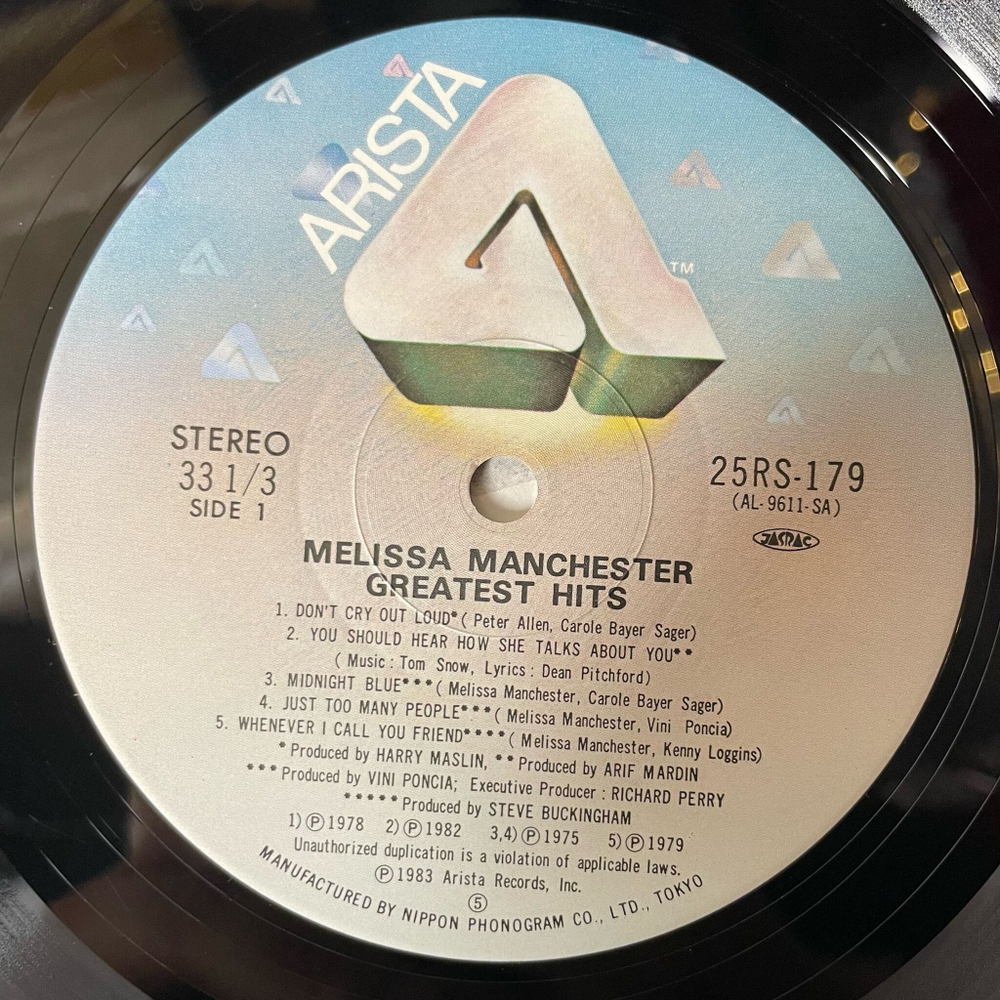 ARISTA
TM
STEREO
33 1/3
SIDE 1
25RS-179
(AL-9611-SA)
JASRAC
MELISSA MANCHESTER
GREATEST HITS
1. DON'T CRY OUT LOUD* ( Peter Allen, Carole Bayer Sager)
2. YOU SHOULD HEAR HOW SHE TALKS ABOUT YOU**
( Music : Tom Snow, Lyrics : Dean Pitchford)
3. MIDNIGHT BLUE*** ( Melissa Manchester, Carole Bayer Sager)
4. JUST TOO MANY PEOPLE*** ( Melissa Manchester, Vini Poncia)
5. WHENEVER I CALL YOU FRIEND**** ( Melissa Manchester, Kenny Loggins)
*Produced by HARRY MASLIN, **Produced by ARIF MARDIN
***Produced by VINI PONCIA; Executive Producer : RICHARD PERRY
*****Produced by STEVE BUCKINGHAM
1)Ⓟ1978 2)Ⓟ1982 3,4)Ⓟ1975 5)Ⓟ1979
Unauthorized duplication is a violation of applicable laws.
Ⓟ1983 Arista Records, Inc.
⑤
MANUFACTURED BY NIPPON PHONOGRAM CO., LTD., TOKYO